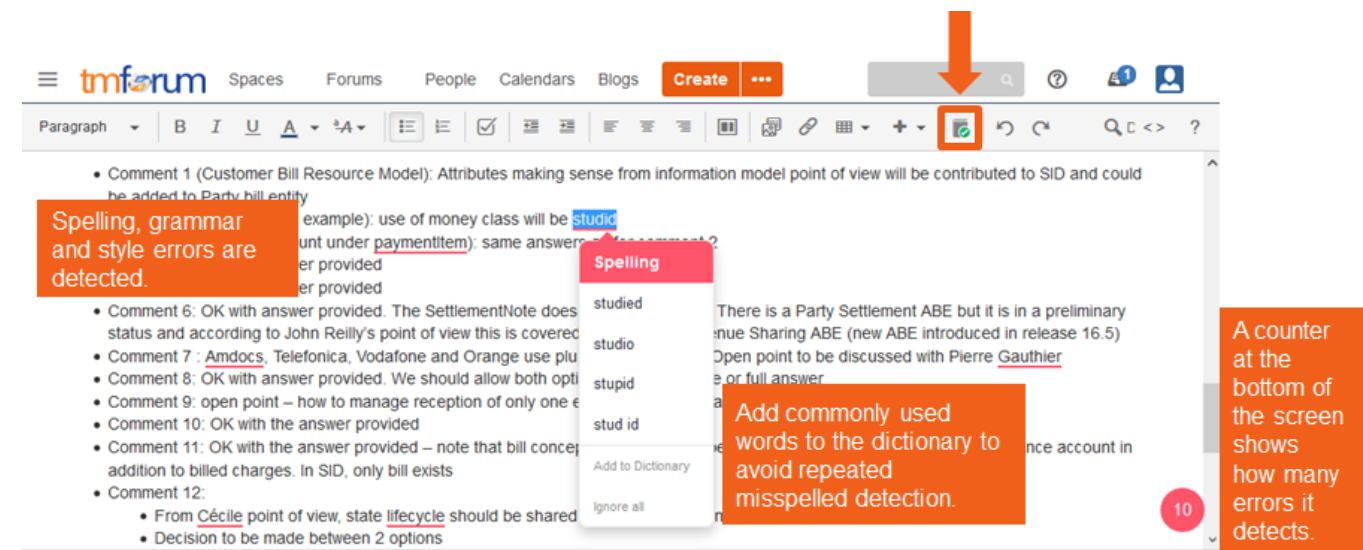 tmforum Spaces Forums People Calendars Blogs Create ••• 1
Paragraph B I U A A ?
• Comment 1 (Customer Bill Resource Model): Attributes making sense from information model point of view will be contributed to SID and could
be added to Party bill entity
example): use of money class will be studid
unt under paymentItem): same answers as for comment 2
er provided
er provided
• Comment 6: OK with answer provided. The SettlementNote does There is a Party Settlement ABE but it is in a preliminary
status and according to John Reilly's point of view this is covered enue Sharing ABE (new ABE introduced in release 16.5)
• Comment 7 : Amdocs, Telefonica, Vodafone and Orange use plu Open point to be discussed with Pierre Gauthier
• Comment 8: OK with answer provided. We should allow both opti e or full answer
• Comment 9: open point – how to manage reception of only one e
• Comment 10: OK with the answer provided
• Comment 11: OK with the answer provided – note that bill concep nce account in
addition to billed charges. In SID, only bill exists
• Comment 12:
• From Cécile point of view, state lifecycle should be shared
• Decision to be made between 2 options
Spelling, grammar
and style errors are
detected.
Spelling
studied
studio
stupid
stud id
Add to Dictionary
Ignore all
Add commonly used
words to the dictionary to
avoid repeated
misspelled detection.
10
A counter
at the
bottom of
the screen
shows
how many
errors it
detects.